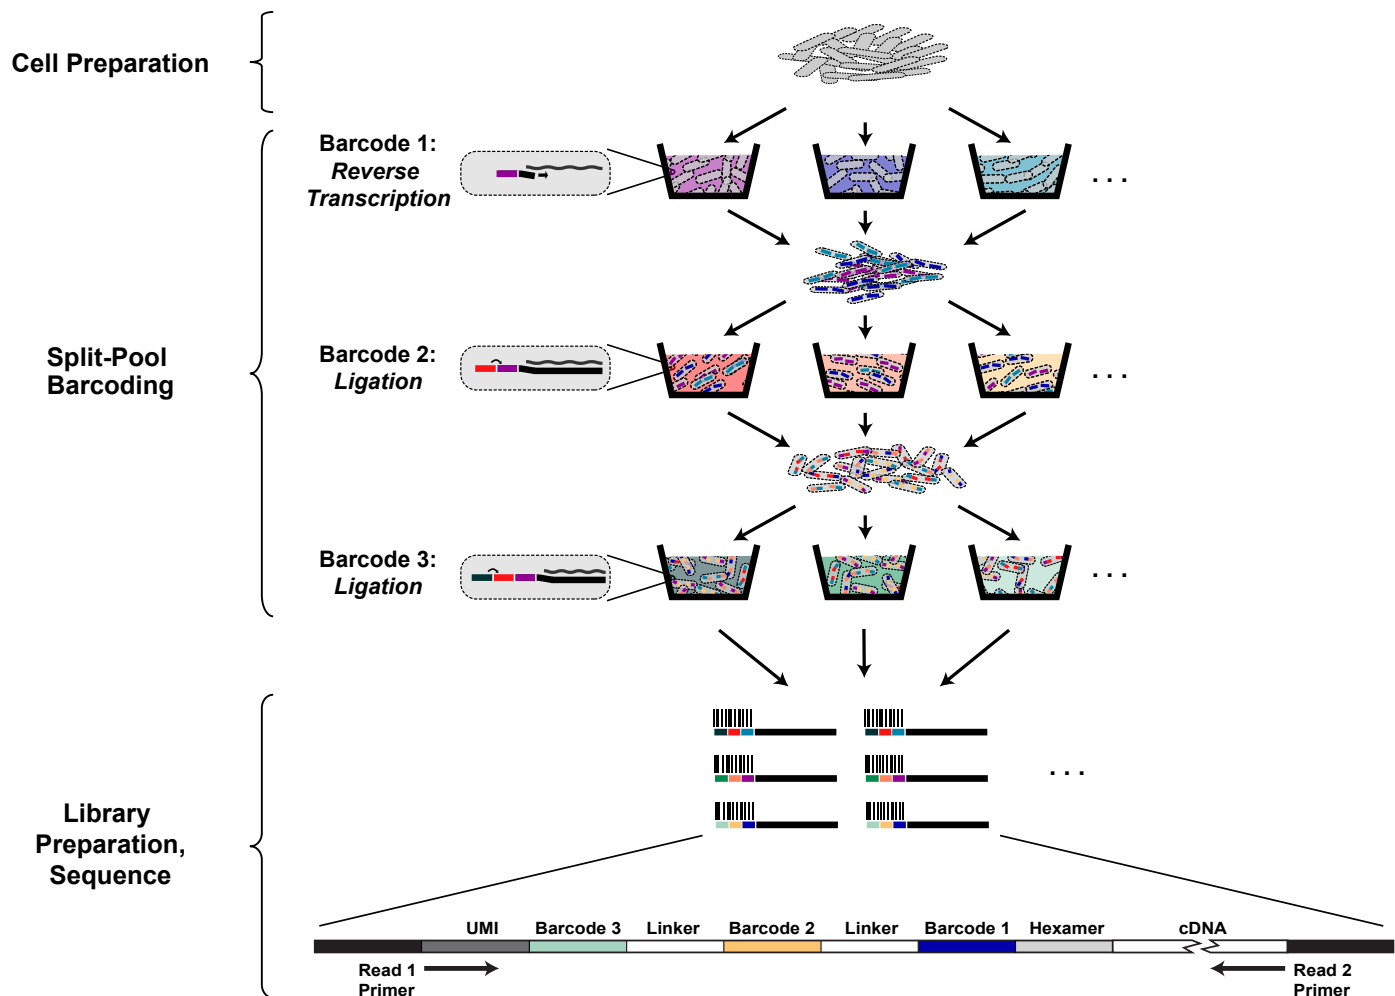 Cell Preparation
Barcode 1:
Reverse
Transcription
. . .
Split-Pool
Barcoding
Barcode 2:
Ligation
. . .
Barcode 3:
Ligation
. . .
Library
Preparation,
Sequence
. . .
UMI Barcode 3 Linker Barcode 2 Linker Barcode 1 Hexamer cDNA
Read 1
Primer
Read 2
Primer